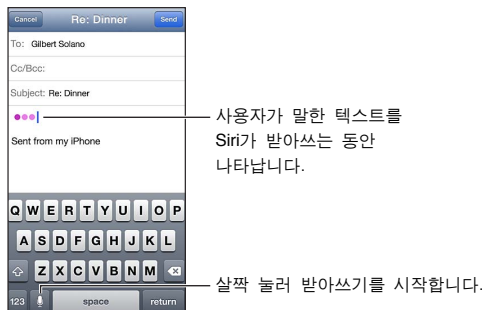 Cancel Re: Dinner Send
To: Gilbert Solano
Cc/Bcc:
Subject: Re: Dinner
사용자가 말한 텍스트를
Siri가 받아쓰는 동안
나타납니다.
Sent from my iPhone
Q W E R T Y U I O P
A S D F G H J K L
Z X C V B N M
살짝 눌러 받아쓰기를 시작합니다.
123 space return